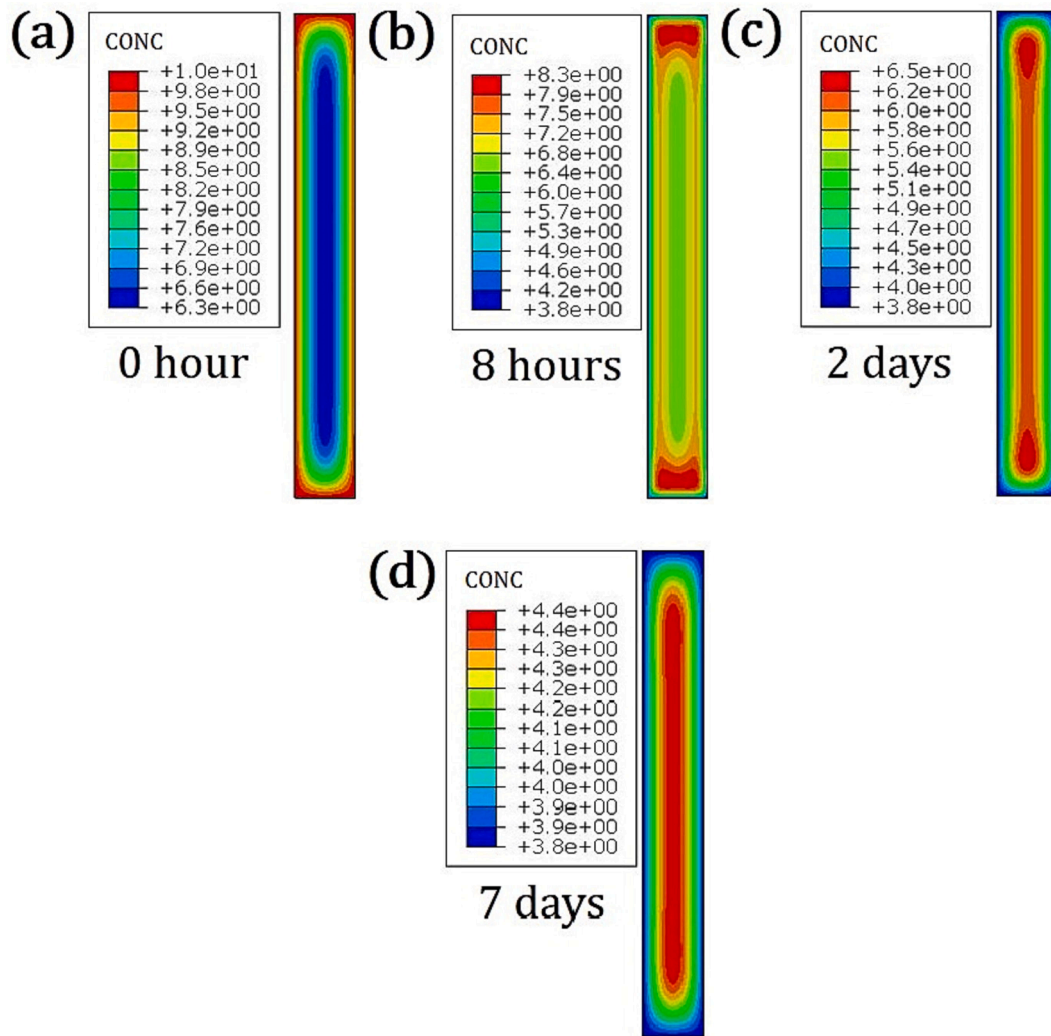 (a)
CONC
+1.0e+01
+9.8e+00
+9.5e+00
+9.2e+00
+8.9e+00
+8.5e+00
+8.2e+00
+7.9e+00
+7.6e+00
+7.2e+00
+6.9e+00
+6.6e+00
+6.3e+00
0 hour
(b)
CONC
+8.3e+00
+7.9e+00
+7.5e+00
+7.2e+00
+6.8e+00
+6.4e+00
+6.0e+00
+5.7e+00
+5.3e+00
+4.9e+00
+4.6e+00
+4.2e+00
+3.8e+00
8 hours
(c)
CONC
+6.5e+00
+6.2e+00
+6.0e+00
+5.8e+00
+5.6e+00
+5.4e+00
+5.1e+00
+4.9e+00
+4.7e+00
+4.5e+00
+4.3e+00
+4.0e+00
+3.8e+00
2 days
(d)
CONC
+4.4e+00
+4.4e+00
+4.3e+00
+4.3e+00
+4.2e+00
+4.2e+00
+4.1e+00
+4.1e+00
+4.0e+00
+4.0e+00
+3.9e+00
+3.9e+00
+3.8e+00
7 days